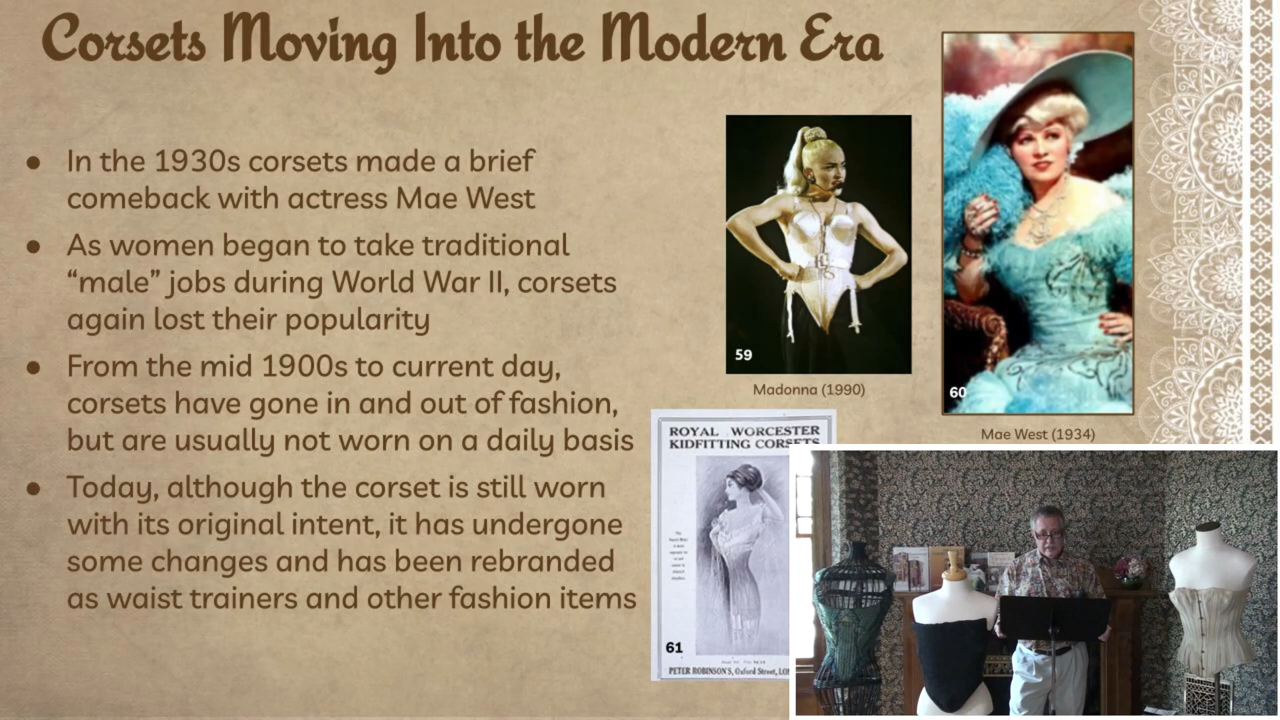 Corsets Moving Into the Modern Era
● In the 1930s corsets made a brief
comeback with actress Mae West
● As women began to take traditional
“male” jobs during World War II, corsets
again lost their popularity
● From the mid 1900s to current day,
corsets have gone in and out of fashion,
but are usually not worn on a daily basis
● Today, although the corset is still worn
with its original intent, it has undergone
some changes and has been rebranded
as waist trainers and other fashion items
59
Madonna (1990)
60
Mae West (1934)
ROYAL WORCESTER
KIDFITTING CORSETS
61
PETER ROBINSON'S, Oxford Street,